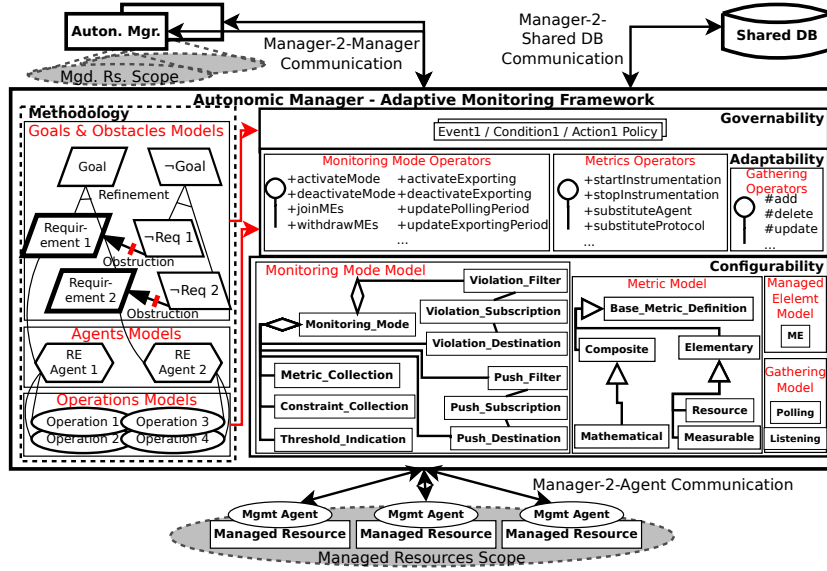 Auton. Mgr.
Mgd. Rs. Scope
Manager-2-Manager
Communication
Manager-2-
Shared DB
Communication
Shared DB
Autonomic Manager - Adaptive Monitoring Framework
Methodology
Goals & Obstacles Models
Goal
¬Goal
Refinement
Requir-
ement 1
¬Req 1
Obstruction
Requir-
ement 2
¬Req 2
Obstruction
Agents Models
RE
Agent 1
RE
Agent 2
Operations Models
Operation 1
Operation 3
Operation 2
Operation 4
Governability
Event1 / Condition1 / Action1 Policy
Adaptability
Monitoring Mode Operators
+activateMode
+deactivateMode
+joinMEs
+withdrawMEs
+activateExporting
+deactivateExporting
+updatePollingPeriod
+updateExportingPeriod
...
Metrics Operators
+startInstrumentation
+stopInstrumentation
+substituteAgent
+substituteProtocol
...
Gathering
Operators
#add
#delete
#update
...
Configurability
Monitoring Mode Model
Violation_Filter
Violation_Subscription
Monitoring_Mode
Violation_Destination
Metric_Collection
Push_Filter
Constraint_Collection
Push_Subscription
Threshold_Indication
Push_Destination
Metric Model
Base_Metric_Definition
Composite
Elementary
Resource
Mathematical
Measurable
Managed
Elelemt
Model
ME
Gathering
Model
Polling
Listening
Manager-2-Agent Communication
Mgmt Agent
Managed Resource
Mgmt Agent
Managed Resource
Mgmt Agent
Managed Resource
Managed Resources Scope